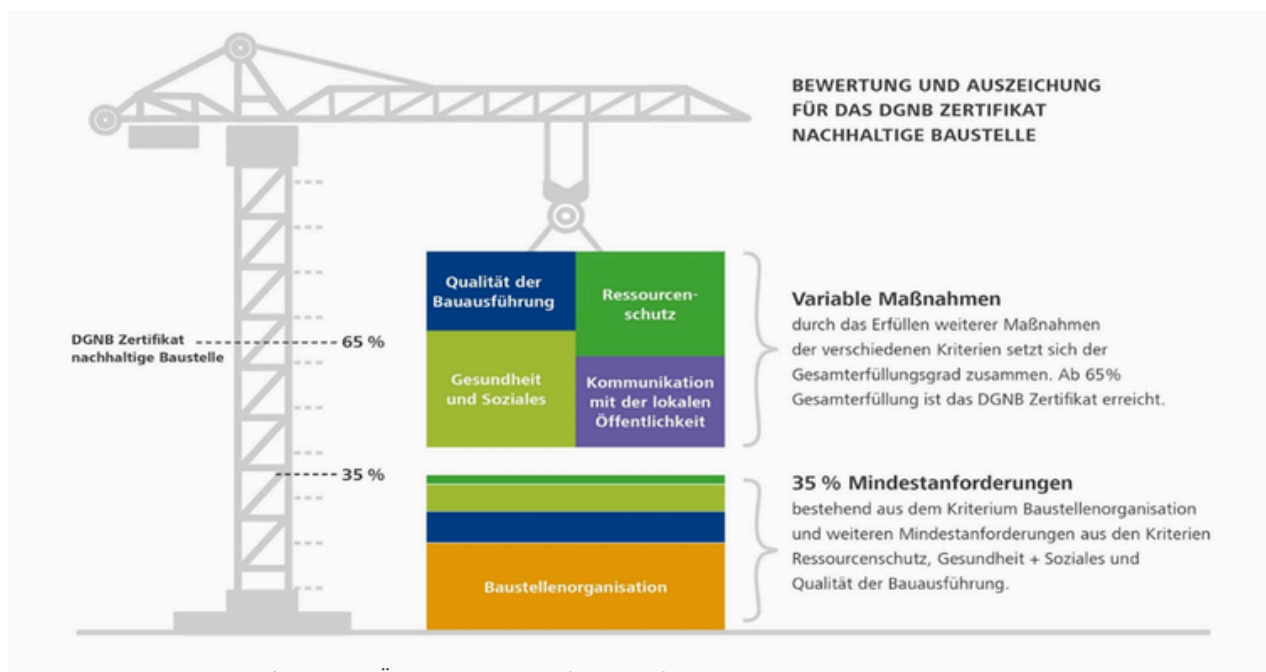 BEWERTUNG UND AUSZEICHUNG
FÜR DAS DGNB ZERTIFIKAT
NACHHALTIGE BAUSTELLE
Qualität der
Bauausführung
Ressourcen-
schutz
Gesundheit
und Soziales
Kommunikation
mit der lokalen
Öffentlichkeit
DGNB Zertifikat
nachhaltige Baustelle
65 %
Variable Maßnahmen
durch das Erfüllen weiterer Maßnahmen
der verschiedenen Kriterien setzt sich der
Gesamterfüllungsgrad zusammen. Ab 65%
Gesamterfüllung ist das DGNB Zertifikat erreicht.
35 %
Baustellenorganisation
35 % Mindestanforderungen
bestehend aus dem Kriterium Baustellenorganisation
und weiteren Mindestanforderungen aus den Kriterien
Ressourcenschutz, Gesundheit + Soziales und
Qualität der Bauausführung.